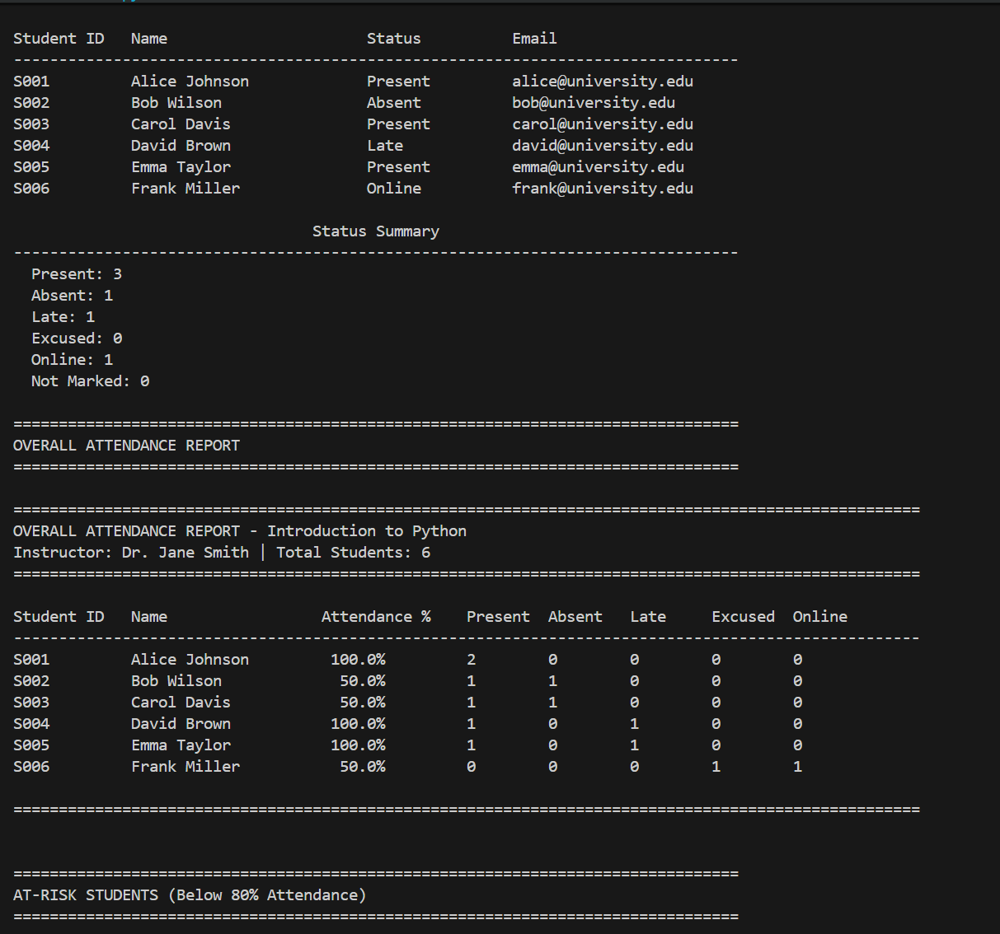 Student ID   Name                      Status          Email
--------------------------------------------------------------------------------
S001         Alice Johnson             Present         alice@university.edu
S002         Bob Wilson                Absent          bob@university.edu
S003         Carol Davis               Present         carol@university.edu
S004         David Brown               Late            david@university.edu
S005         Emma Taylor               Present         emma@university.edu
S006         Frank Miller              Online          frank@university.edu

                                 Status Summary
--------------------------------------------------------------------------------
  Present: 3
  Absent: 1
  Late: 1
  Excused: 0
  Online: 1
  Not Marked: 0

================================================================================
OVERALL ATTENDANCE REPORT
================================================================================

====================================================================================================
OVERALL ATTENDANCE REPORT - Introduction to Python
Instructor: Dr. Jane Smith | Total Students: 6
====================================================================================================

Student ID   Name                 Attendance %    Present  Absent   Late     Excused  Online
----------------------------------------------------------------------------------------------------
S001         Alice Johnson         100.0%         2        0        0        0        0
S002         Bob Wilson             50.0%         1        1        0        0        0
S003         Carol Davis            50.0%         1        1        0        0        0
S004         David Brown           100.0%         1        0        1        0        0
S005         Emma Taylor           100.0%         1        0        1        0        0
S006         Frank Miller           50.0%         0        0        0        1        1

====================================================================================================

================================================================================
AT-RISK STUDENTS (Below 80% Attendance)
================================================================================